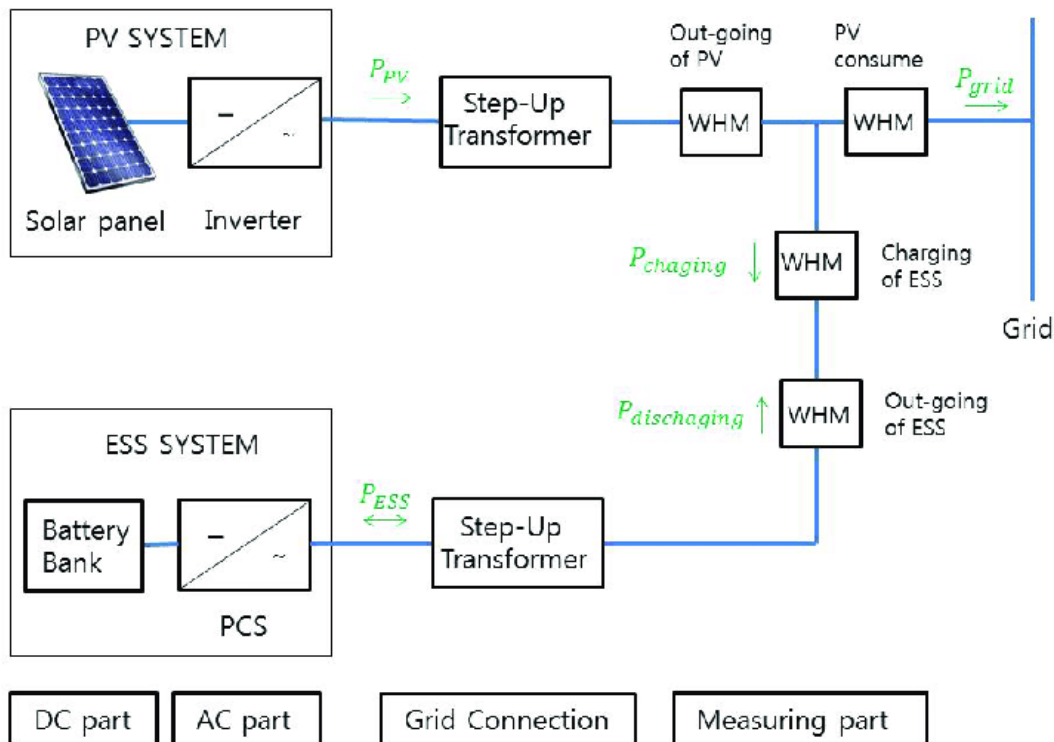 PV SYSTEM
Solar panel
Inverter
P_PV
Step-Up
Transformer
Out-going
of PV
WHM
PV
consume
WHM
P_grid
Grid
P_chaging
WHM
Charging
of ESS
P_dischaging
WHM
Out-going
of ESS
ESS SYSTEM
Battery
Bank
PCS
P_ESS
Step-Up
Transformer
DC part
AC part
Grid Connection
Measuring part